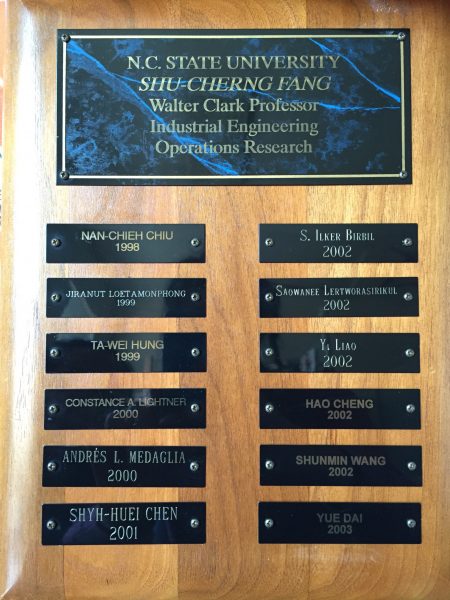 N.C. STATE UNIVERSITY
SHU-CHERNG FANG
Walter Clark Professor
Industrial Engineering
Operations Research
NAN-CHIEH CHIU
1998
JIRANUT LOETAMONPHONG
1999
TA-WEI HUNG
1999
CONSTANCE A. LIGHTNER
2000
ANDRÉS L. MEDAGLIA
2000
SHYH-HUEI CHEN
2001
S. ILKER BIRBIL
2002
SAOWANEE LERTWORASIRIKUL
2002
YI LIAO
2002
HAO CHENG
2002
SHUNMIN WANG
2002
YUE DAI
2003